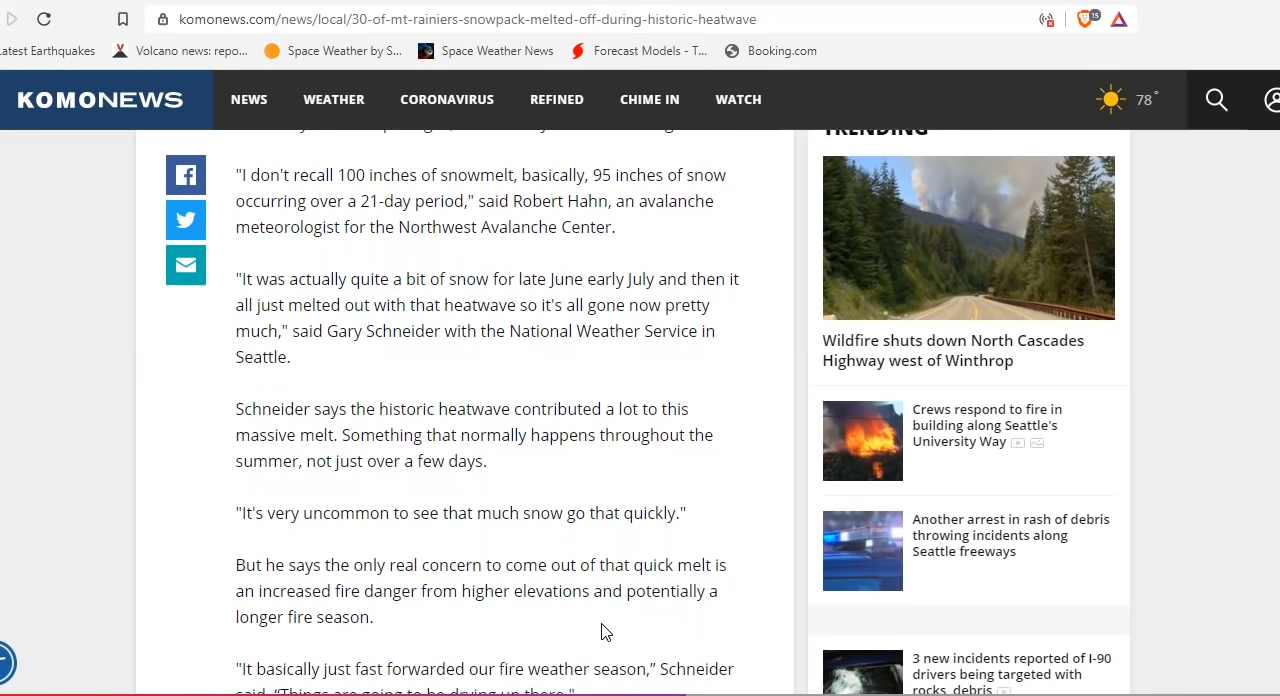 komonews.com/news/local/30-of-mt-rainiers-snowpack-melted-off-during-historic-heatwave
15
atest Earthquakes
Volcano news: repo...
Space Weather by S...
Space Weather News
Forecast Models - T...
Booking.com
KOMONEWS
NEWS
WEATHER
CORONAVIRUS
REFINED
CHIME IN
WATCH
78°
"I don't recall 100 inches of snowmelt, basically, 95 inches of snow
occurring over a 21-day period," said Robert Hahn, an avalanche
meteorologist for the Northwest Avalanche Center.
"It was actually quite a bit of snow for late June early July and then it
all just melted out with that heatwave so it's all gone now pretty
much," said Gary Schneider with the National Weather Service in
Seattle.
Schneider says the historic heatwave contributed a lot to this
massive melt. Something that normally happens throughout the
summer, not just over a few days.
"It's very uncommon to see that much snow go that quickly."
But he says the only real concern to come out of that quick melt is
an increased fire danger from higher elevations and potentially a
longer fire season.
"It basically just fast forwarded our fire weather season,” Schneider
said. “Things are going to be drying up there."
TRENDING
Wildfire shuts down North Cascades
Highway west of Winthrop
Crews respond to fire in
building along Seattle's
University Way
Another arrest in rash of debris
throwing incidents along
Seattle freeways
3 new incidents reported of I-90
drivers being targeted with
rocks, debris